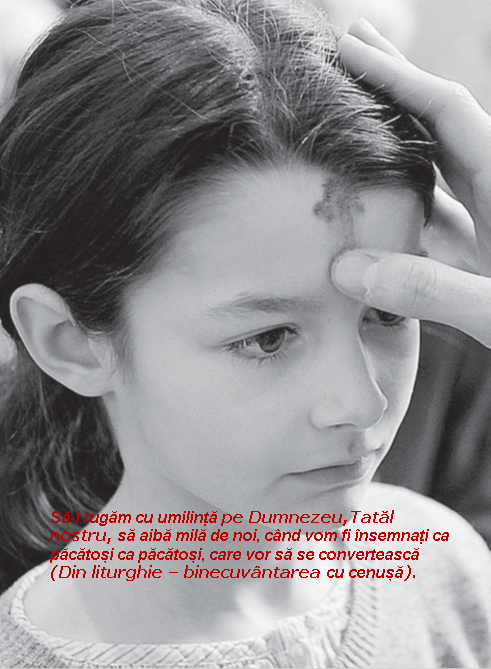 Să-l rugăm cu umilință pe Dumnezeu, Tatăl
nostru, să aibă milă de noi, când vom fi însemnați ca
păcătoși ca păcătoși, care vor să se convertească
(Din liturghie – binecuvântarea cu cenușă).